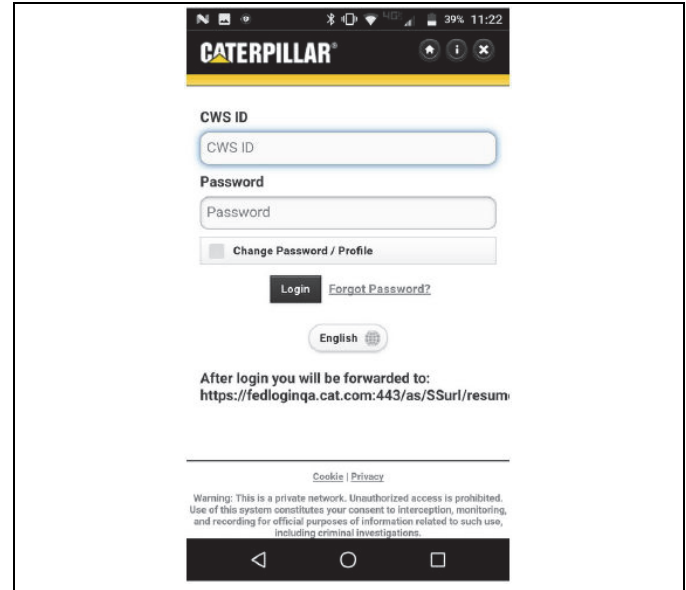 39% 11:22
CATERPILLAR®
CWS ID
CWS ID
Password
Password
Change Password / Profile
Login Forgot Password?
English
After login you will be forwarded to:
https://fedloginqa.cat.com:443/as/SSurl/resum
Cookie | Privacy
Warning: This is a private network. Unauthorized access is prohibited.
Use of this system constitutes your consent to interception, monitoring,
and recording for official purposes of information related to such use,
including criminal investigations.